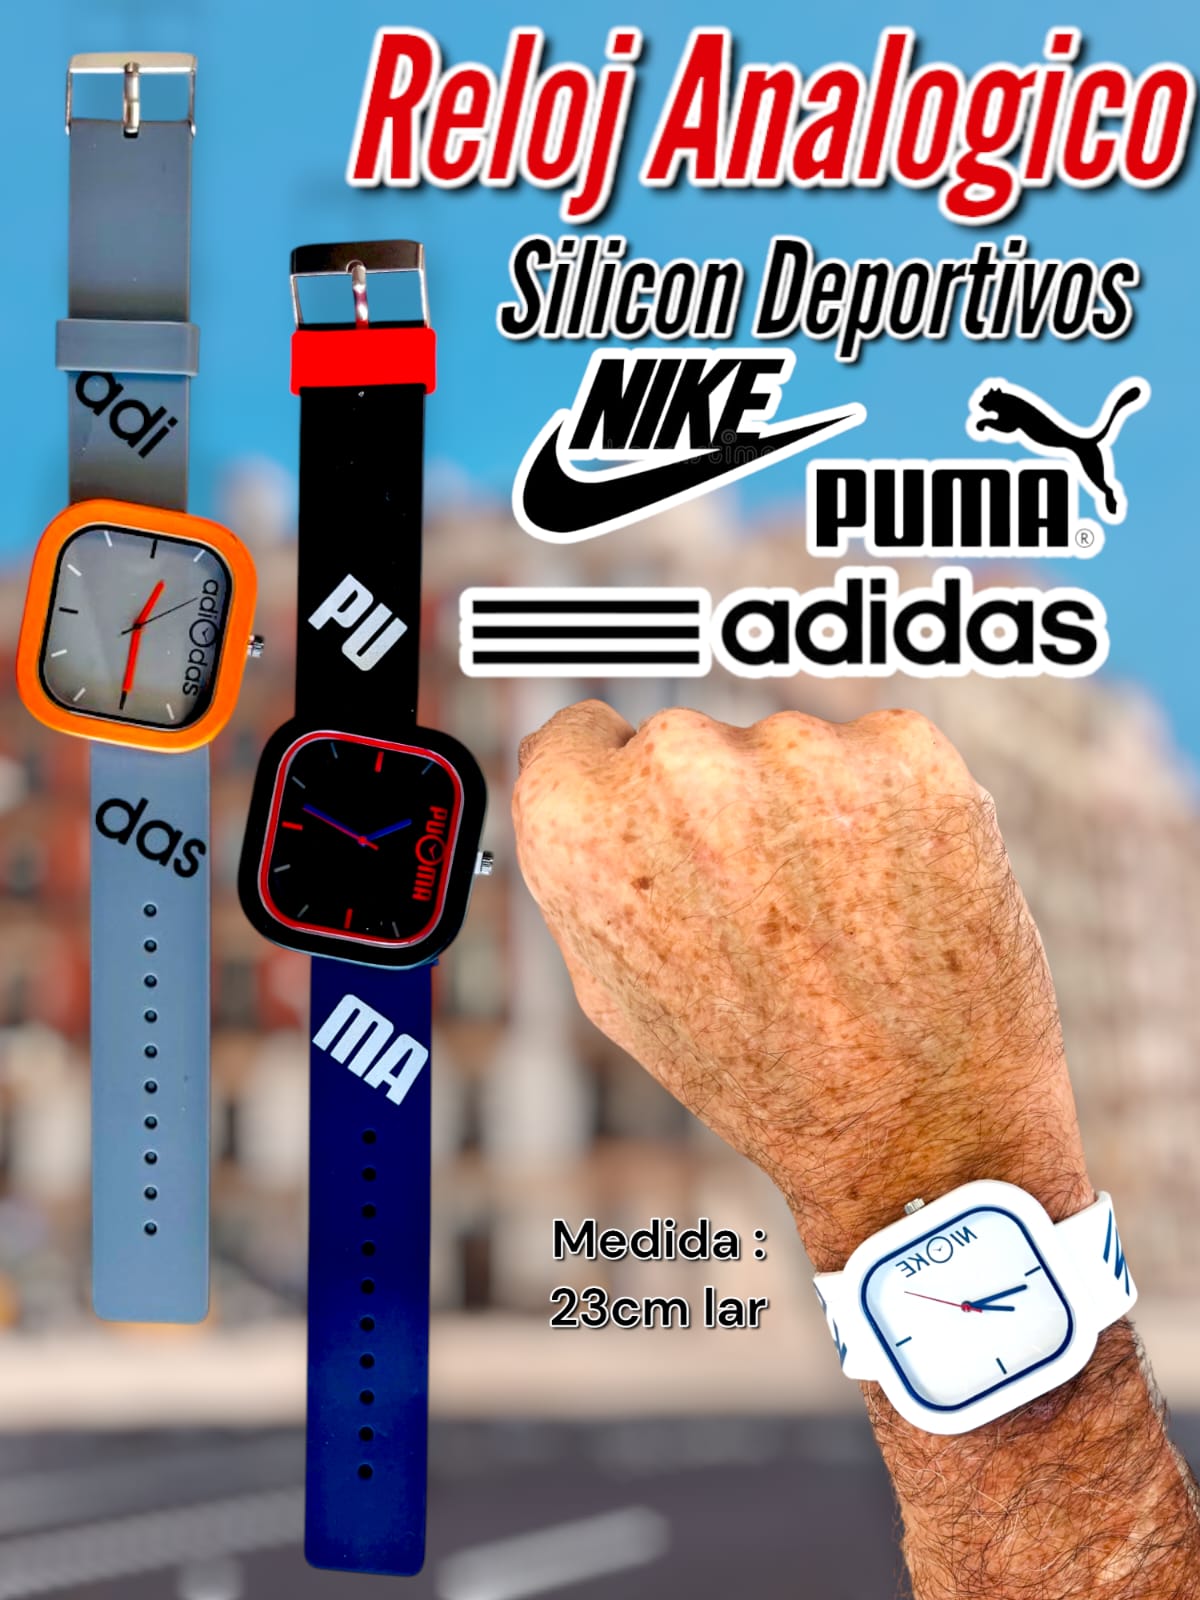 Reloj Analogico
Silicon Deportivos
NIKE
PUMA®
adidas
adi
adidas
das
PU
PUMA
MA
NIKE
Medida :
23cm lar